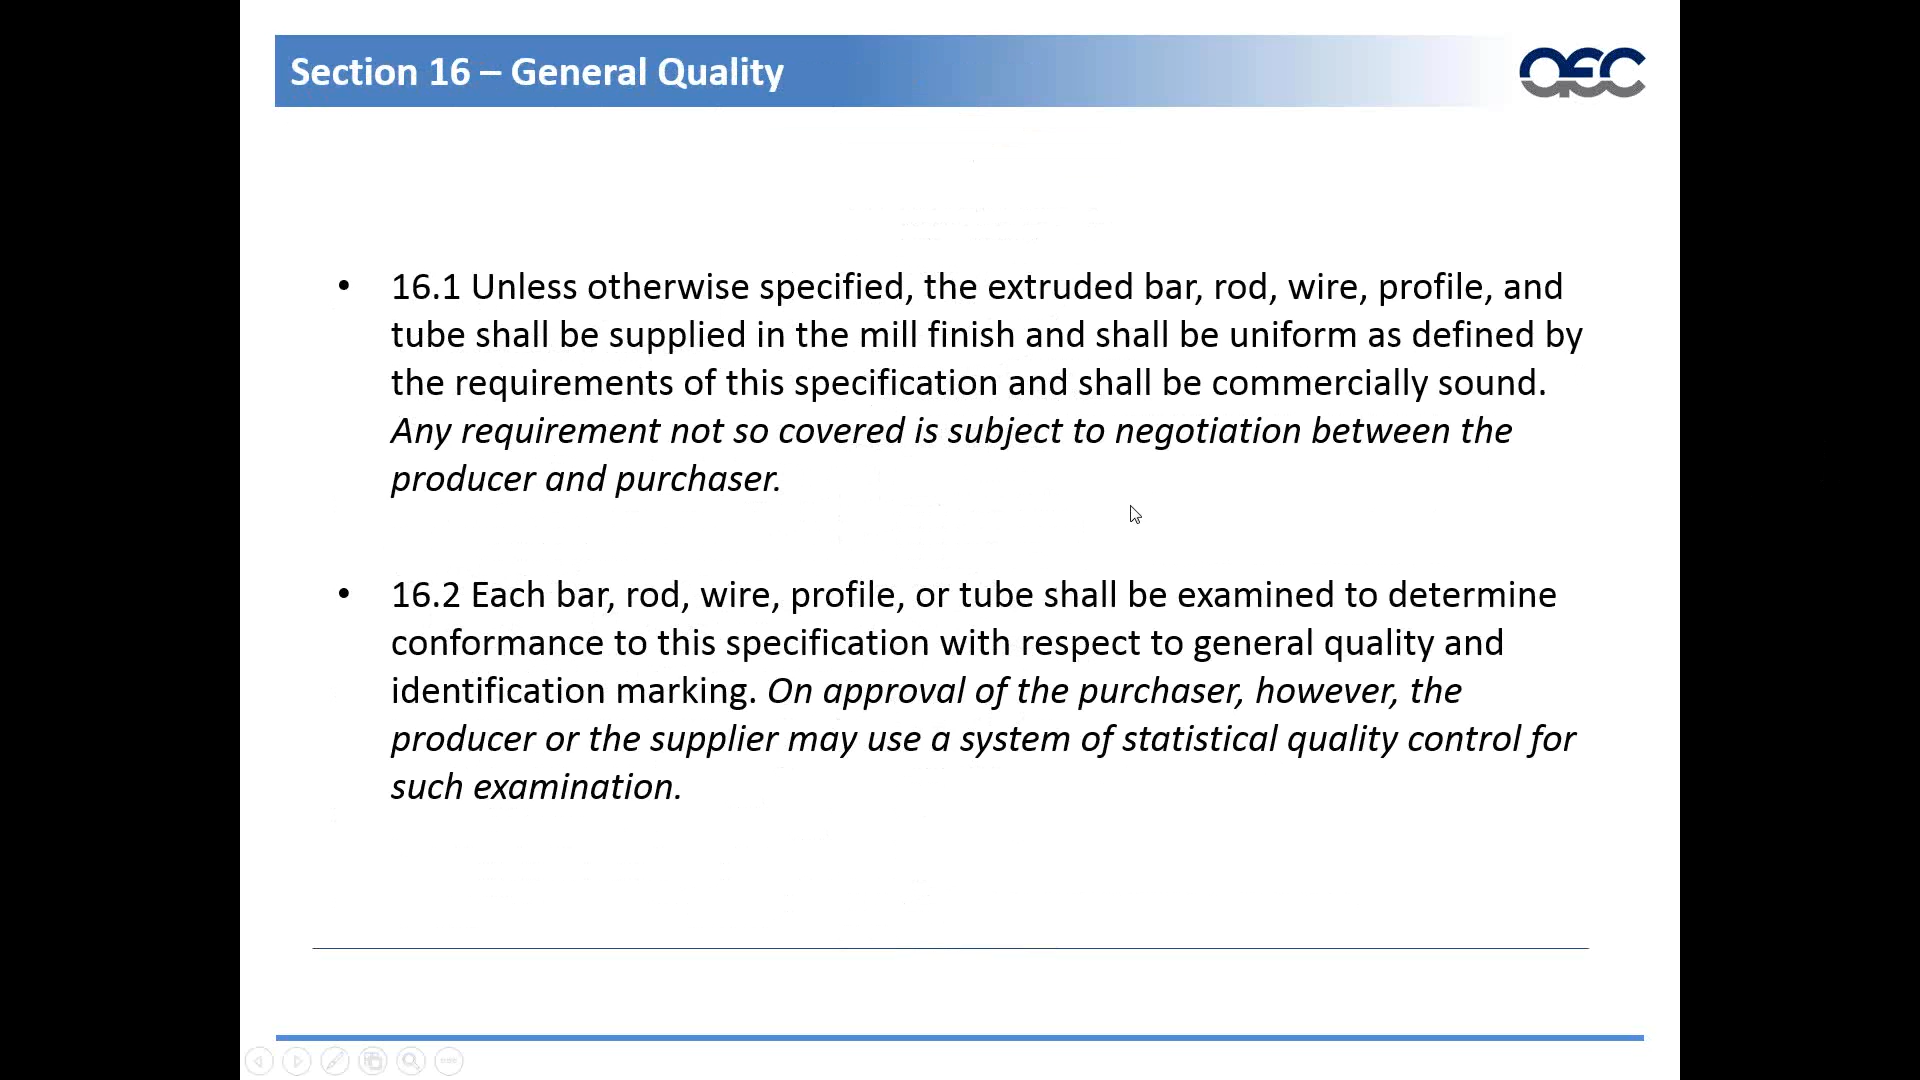 Section 16 – General Quality
AEC
• 16.1 Unless otherwise specified, the extruded bar, rod, wire, profile, and
tube shall be supplied in the mill finish and shall be uniform as defined by
the requirements of this specification and shall be commercially sound.
Any requirement not so covered is subject to negotiation between the
producer and purchaser.
• 16.2 Each bar, rod, wire, profile, or tube shall be examined to determine
conformance to this specification with respect to general quality and
identification marking. On approval of the purchaser, however, the
producer or the supplier may use a system of statistical quality control for
such examination.